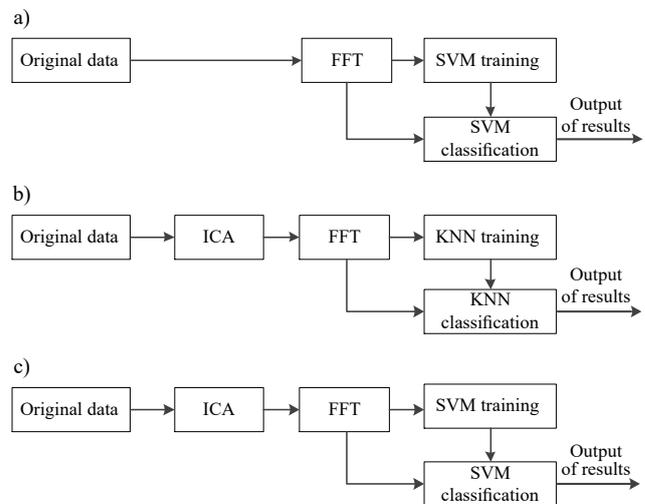 a)
Original data
FFT
SVM training
SVM
classification
Output
of results
b)
Original data
ICA
FFT
KNN training
KNN
classification
Output
of results
c)
Original data
ICA
FFT
SVM training
SVM
classification
Output
of results